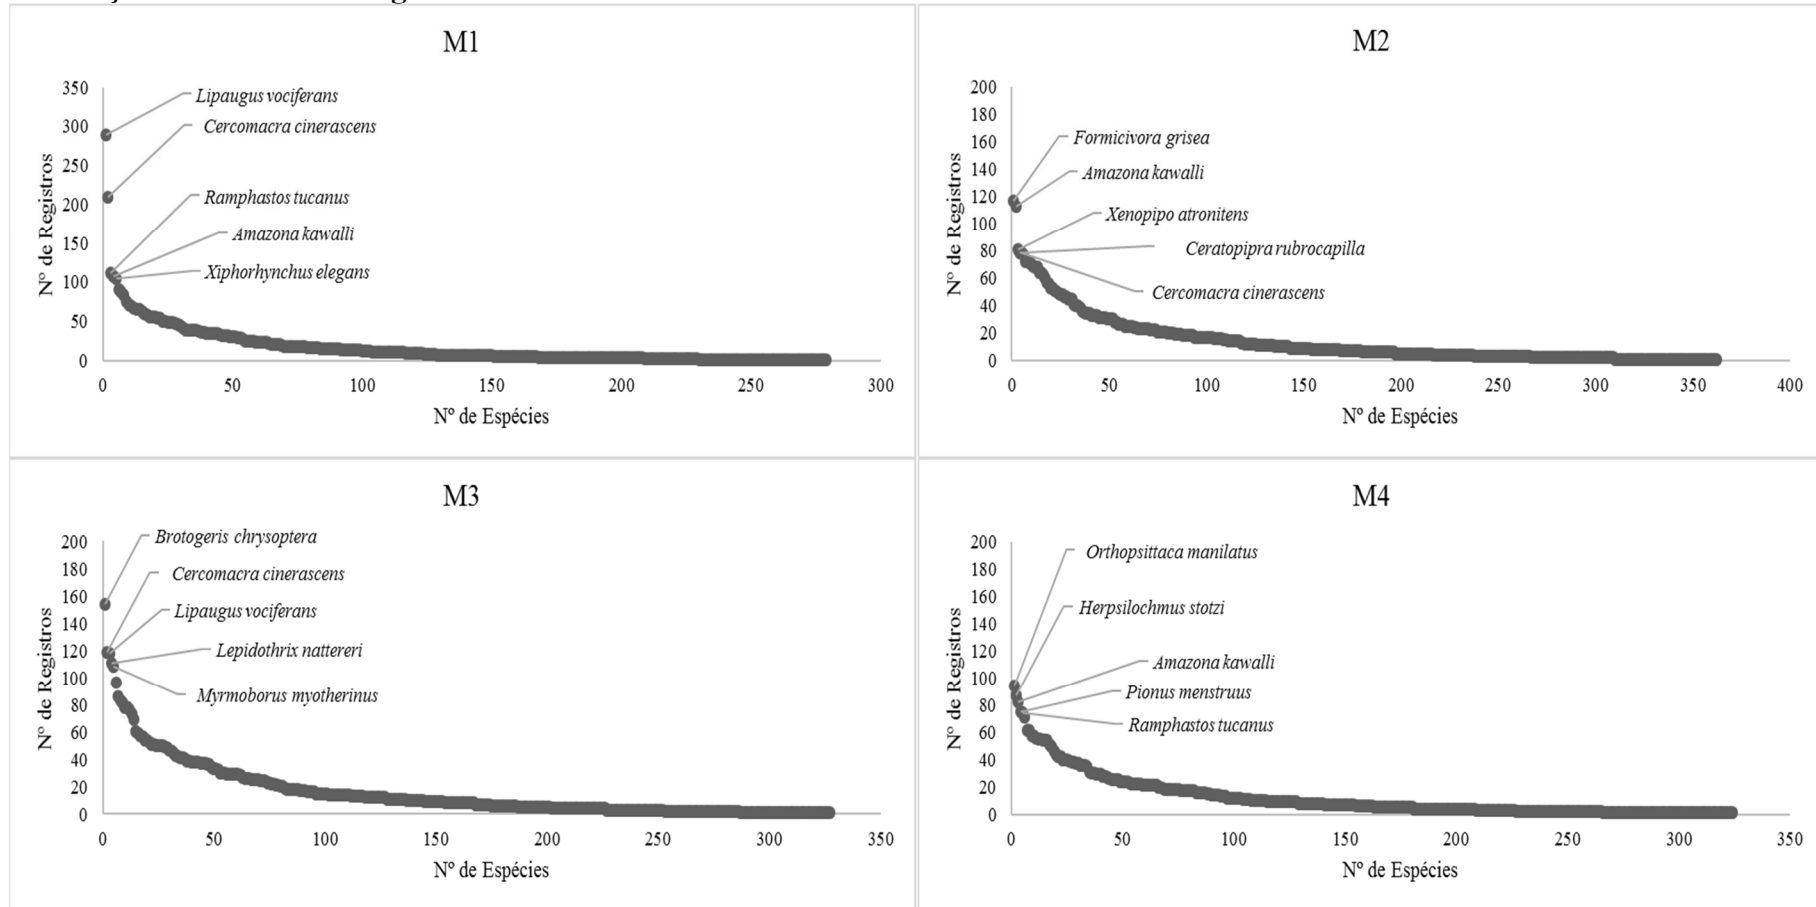 M1
350
300
250
200
150
100
50
0
Nº de Registros
Lipaugus vociferans
Cercomacra cinerascens
Ramphastos tucanus
Amazona kawalli
Xiphorhynchus elegans
0 50 100 150 200 250 300
Nº de Espécies
M2
200
180
160
140
120
100
80
60
40
20
0
Nº de Registros
Formicivora grisea
Amazona kawalli
Xenopipo atronitens
Ceratopipra rubrocapilla
Cercomacra cinerascens
0 50 100 150 200 250 300 350 400
Nº de Espécies
M3
200
180
160
140
120
100
80
60
40
20
0
Nº de Registros
Brotogeris chrysoptera
Cercomacra cinerascens
Lipaugus vociferans
Lepidothrix nattereri
Myrmoborus myotherinus
0 50 100 150 200 250 300 350
Nº de Espécies
M4
200
180
160
140
120
100
80
60
40
20
0
Nº de Registros
Orthopsittaca manilatus
Herpsilochmus stotzi
Amazona kawalli
Pionus menstruus
Ramphastos tucanus
0 50 100 150 200 250 300 350
Nº de Espécies